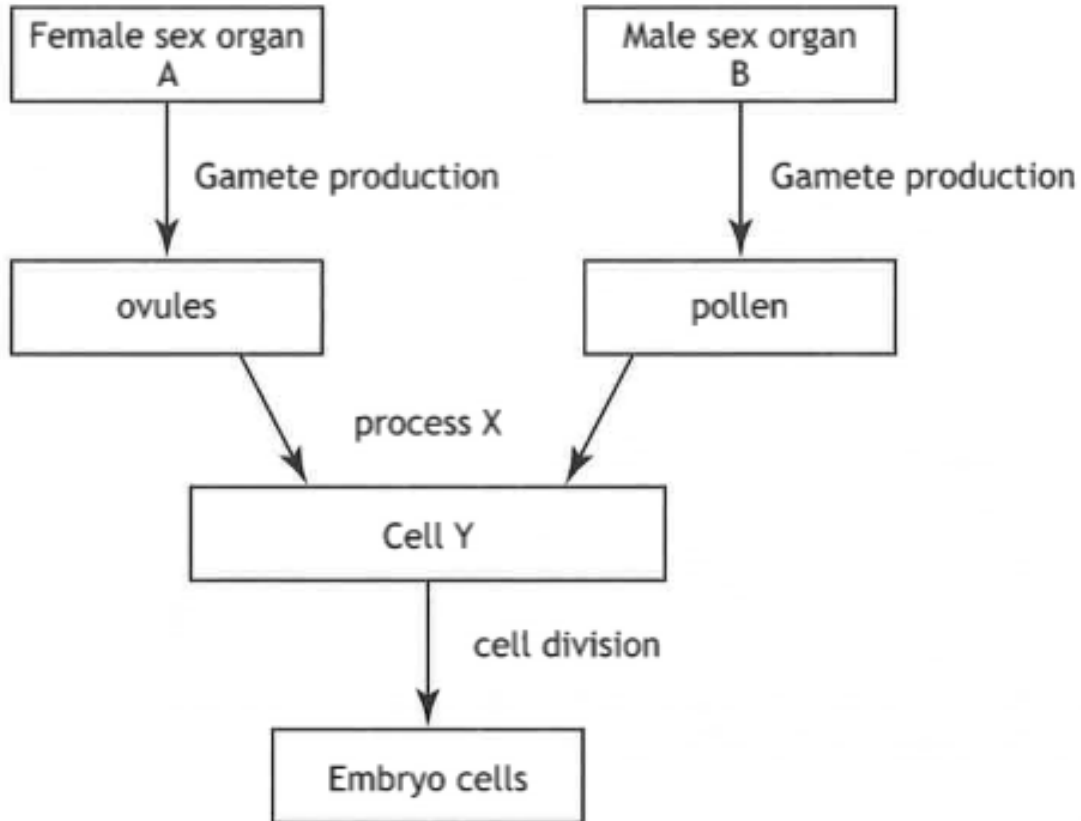 Female sex organ
A
Male sex organ
B
Gamete production
Gamete production
ovules
pollen
process X
Cell Y
cell division
Embryo cells